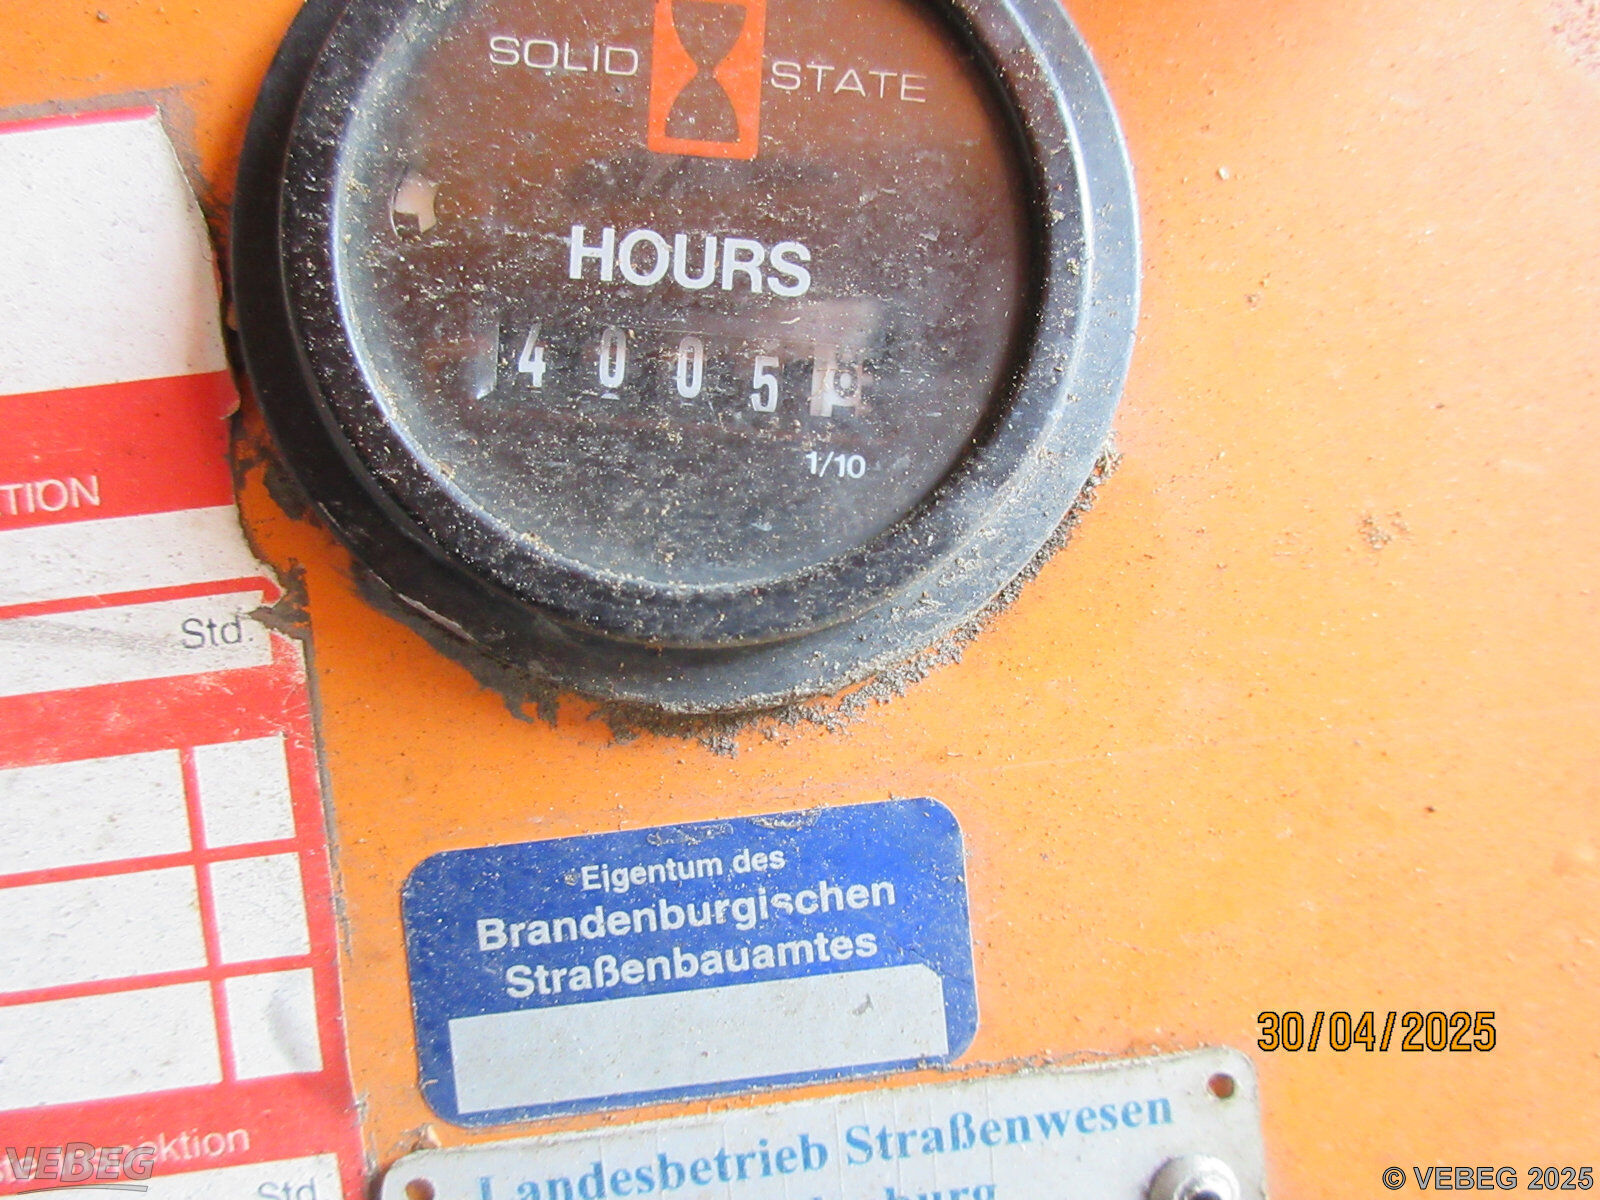 SOLID STATE
HOURS
4005
1/10
TION
Std.
Eigentum des
Brandenburgischen
Straßenbauamtes
30/04/2025
Landesbetrieb Straßenwesen
VEBEG
Std.
© VEBEG 2025